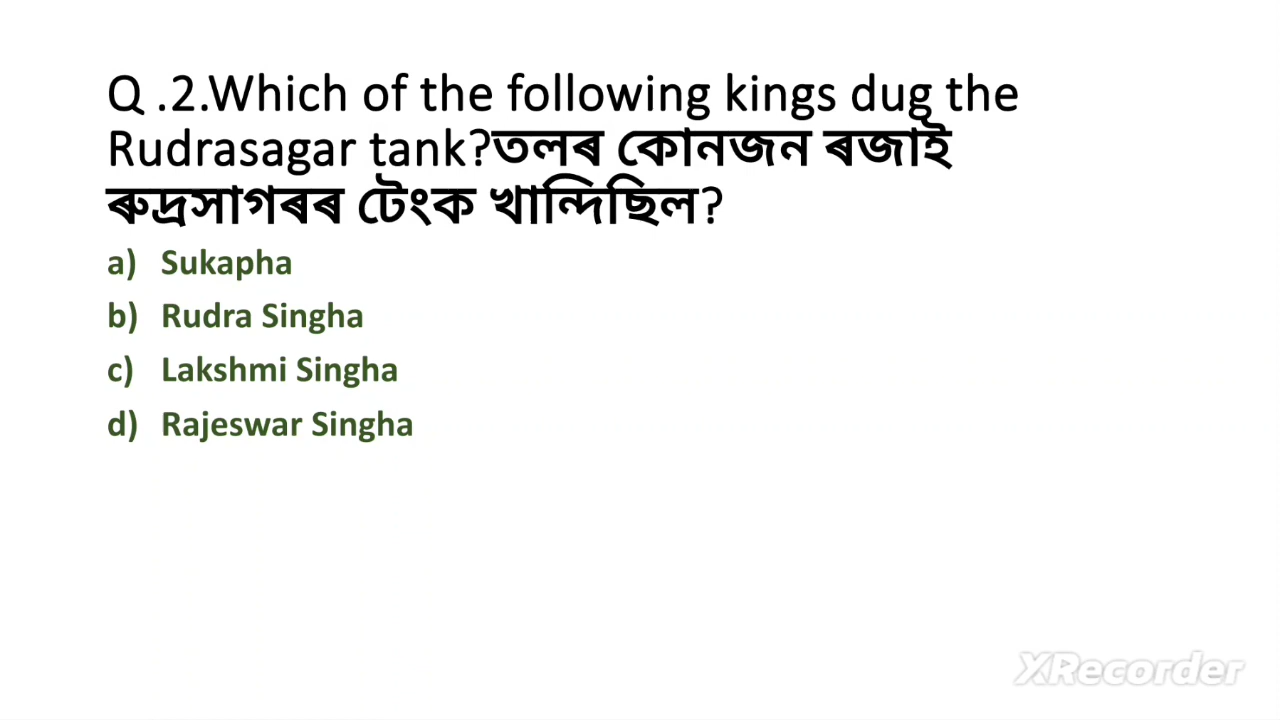 Q .2.Which of the following kings dug the
Rudrasagar tank?তলৰ কোনজন ৰজাই
ৰুদ্ৰসাগৰৰ টেংক খান্দিছিল?
a) Sukapha
b) Rudra Singha
c) Lakshmi Singha
d) Rajeswar Singha
XRecorder